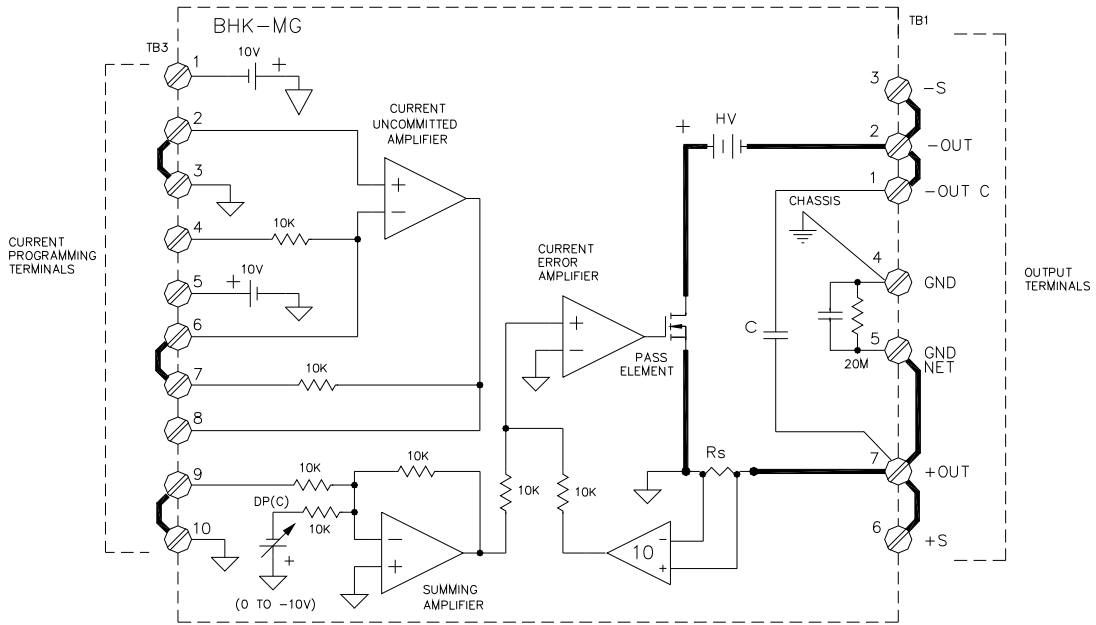 BHK-MG
TB3
TB1
1
10V
+
2
3
4
10K
5
+
10V
6
7
10K
8
9
10K
10K
10
DP(C)
10K
+
(0 TO -10V)
CURRENT
PROGRAMMING
TERMINALS
CURRENT
UNCOMMITTED
AMPLIFIER
+
-
-
+
SUMMING
AMPLIFIER
CURRENT
ERROR
AMPLIFIER
+
-
10K
10K
10
-
+
PASS
ELEMENT
+
HV
Rs
C
CHASSIS
20M
3
-S
2
-OUT
1
-OUT C
4
GND
5
GND
NET
7
+OUT
6
+S
OUTPUT
TERMINALS